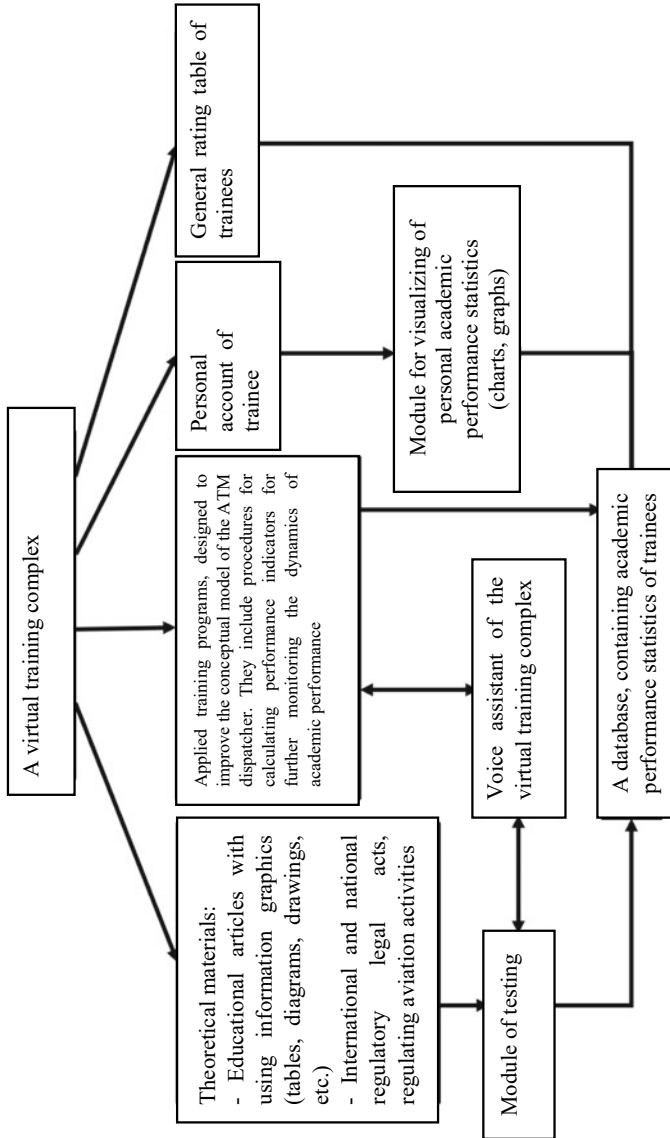 A virtual training complex
Theoretical materials:
- Educational articles with
using information graphics
(tables, diagrams, drawings,
etc.)
- International and national
regulatory legal acts,
regulating aviation activities
Applied training programs, designed to
improve the conceptual model of the ATM
dispatcher. They include procedures for
calculating performance indicators for
further monitoring the dynamics of
academic performance
Personal
account of
trainee
General rating table of
trainees
Module of testing
Voice assistant of the
virtual training complex
Module for visualizing of
personal academic
performance statistics
(charts, graphs)
A database, containing academic
performance statistics of trainees